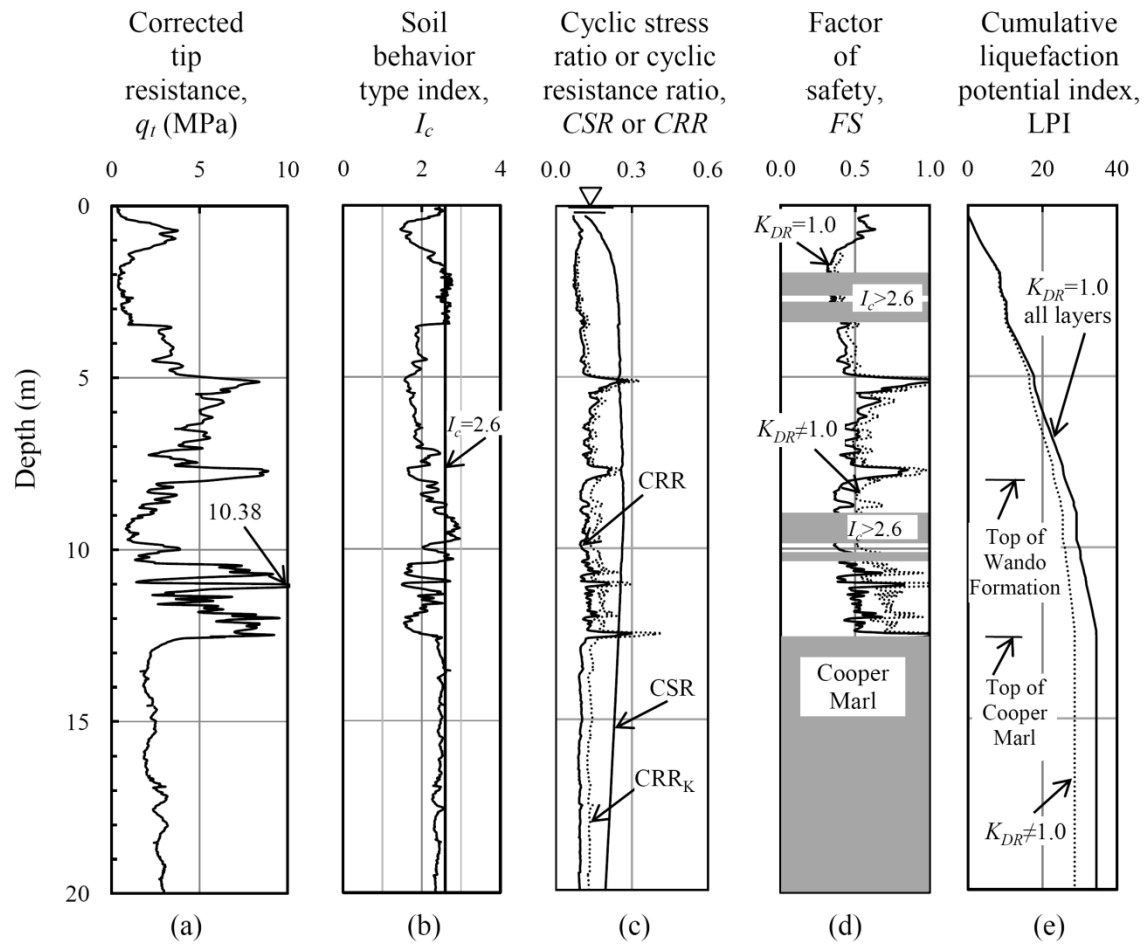 Corrected
tip
resistance,
q_t (MPa)
0 5 10
Soil
behavior
type index,
I_c
0 2 4
Cyclic stress
ratio or cyclic
resistance ratio,
CSR or CRR
0.0 0.3 0.6
Factor
of
safety,
FS
0.0 0.5 1.0
Cumulative
liquefaction
potential index,
LPI
0 20 40 60
Depth (m)
0
5
10
15
20
10.38
I_c=2.6
CRR
CSR
CRR_K
K_DR=1.0
I_c>2.6
K_DR≠1.0
I_c>2.6
Cooper
Marl
K_DR=1.0
all layers
Top of
Wando
Formation
Top of
Cooper
Marl
K_DR≠1.0
(a) (b) (c) (d) (e)